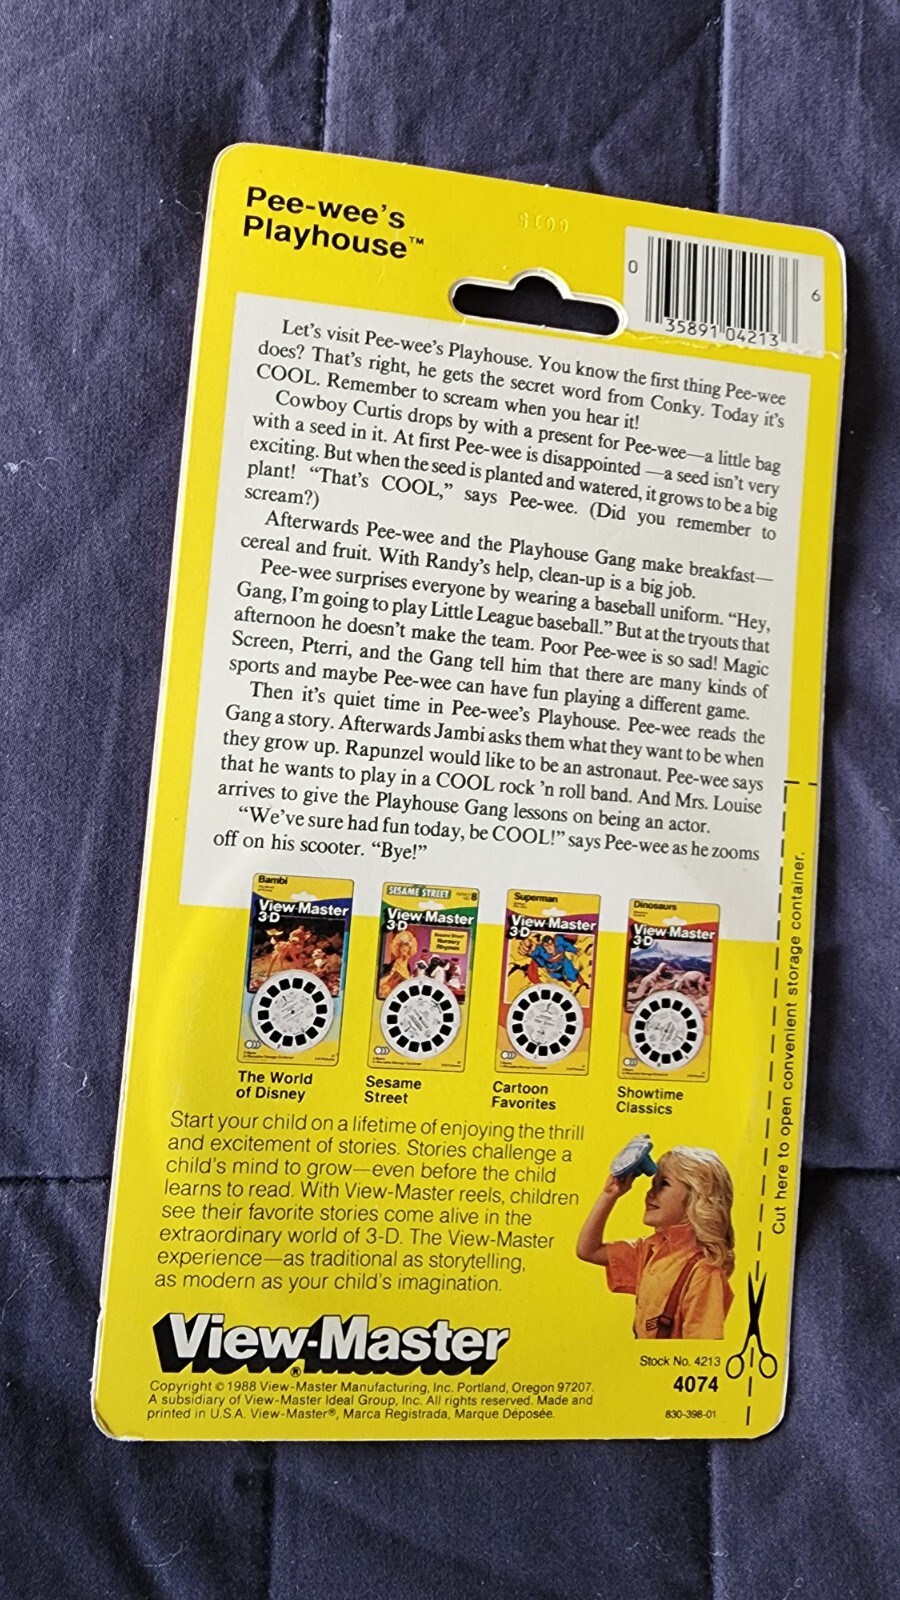 Pee-wee's
Playhouse™
0
35891 04213
6
Let's visit Pee-wee's Playhouse. You know the first thing Pee-wee
does? That's right, he gets the secret word from Conky. Today it's
COOL. Remember to scream when you hear it!
Cowboy Curtis drops by with a present for Pee-wee—a little bag
with a seed in it. At first Pee-wee is disappointed—a seed isn't very
exciting. But when the seed is planted and watered, it grows to be a big
plant! “That's COOL,” says Pee-wee. (Did you remember to
scream?)
Afterwards Pee-wee and the Playhouse Gang make breakfast—
cereal and fruit. With Randy's help, clean-up is a big job.
Pee-wee surprises everyone by wearing a baseball uniform. “Hey,
Gang, I'm going to play Little League baseball.” But at the tryouts that
afternoon he doesn't make the team. Poor Pee-wee is so sad! Magic
Screen, Pterri, and the Gang tell him that there are many kinds of
sports and maybe Pee-wee can have fun playing a different game.
Then it's quiet time in Pee-wee's Playhouse. Pee-wee reads the
Gang a story. Afterwards Jambi asks them what they want to be when
they grow up. Rapunzel would like to be an astronaut. Pee-wee says
that he wants to play in a COOL rock 'n roll band. And Mrs. Louise
arrives to give the Playhouse Gang lessons on being an actor.
“We've sure had fun today, be COOL!” says Pee-wee as he zooms
off on his scooter. “Bye!”
Bambi
View-Master
3-D
SESAME STREET
8
View-Master
3-D
Sesame Street
Nursery
Rhymes
Superman
View-Master
3-D
Dinosaurs
View-Master
3-D
The World
of Disney
Sesame
Street
Cartoon
Favorites
Showtime
Classics
Start your child on a lifetime of enjoying the thrill
and excitement of stories. Stories challenge a
child's mind to grow—even before the child
learns to read. With View-Master reels, children
see their favorite stories come alive in the
extraordinary world of 3-D. The View-Master
experience—as traditional as storytelling,
as modern as your child's imagination.
Cut here to open convenient storage container.
View-Master®
Copyright © 1988 View-Master Manufacturing, Inc. Portland, Oregon 97207.
A subsidiary of View-Master Ideal Group, Inc. All rights reserved. Made and
printed in U.S.A. View-Master®, Marca Registrada, Marque Déposée.
Stock No. 4213
4074
830-398-01